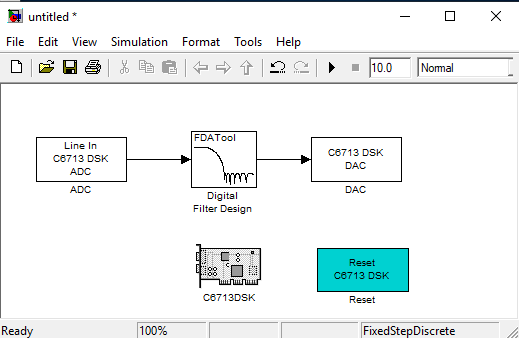 untitled *
File Edit View Simulation Format Tools Help
10.0 Normal
Line In
C6713 DSK
ADC
ADC
FDATool
Digital
Filter Design
C6713 DSK
DAC
DAC
C6713DSK
Reset
C6713 DSK
Reset
Ready 100% FixedStepDiscrete